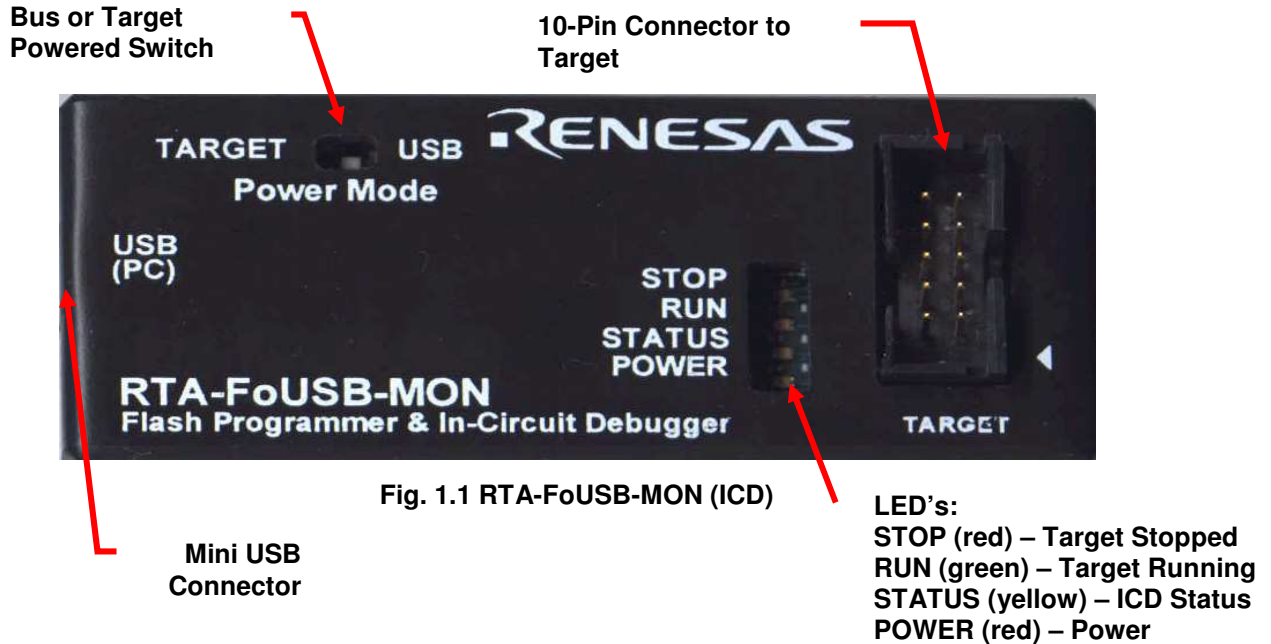 Bus or Target
Powered Switch
10-Pin Connector to
Target
RENESAS
TARGET
USB
Power Mode
USB
(PC)
STOP
RUN
STATUS
POWER
RTA-FoUSB-MON
Flash Programmer & In-Circuit Debugger
TARGET
Fig. 1.1 RTA-FoUSB-MON (ICD)
Mini USB
Connector
LED's:
STOP (red) – Target Stopped
RUN (green) – Target Running
STATUS (yellow) – ICD Status
POWER (red) – Power